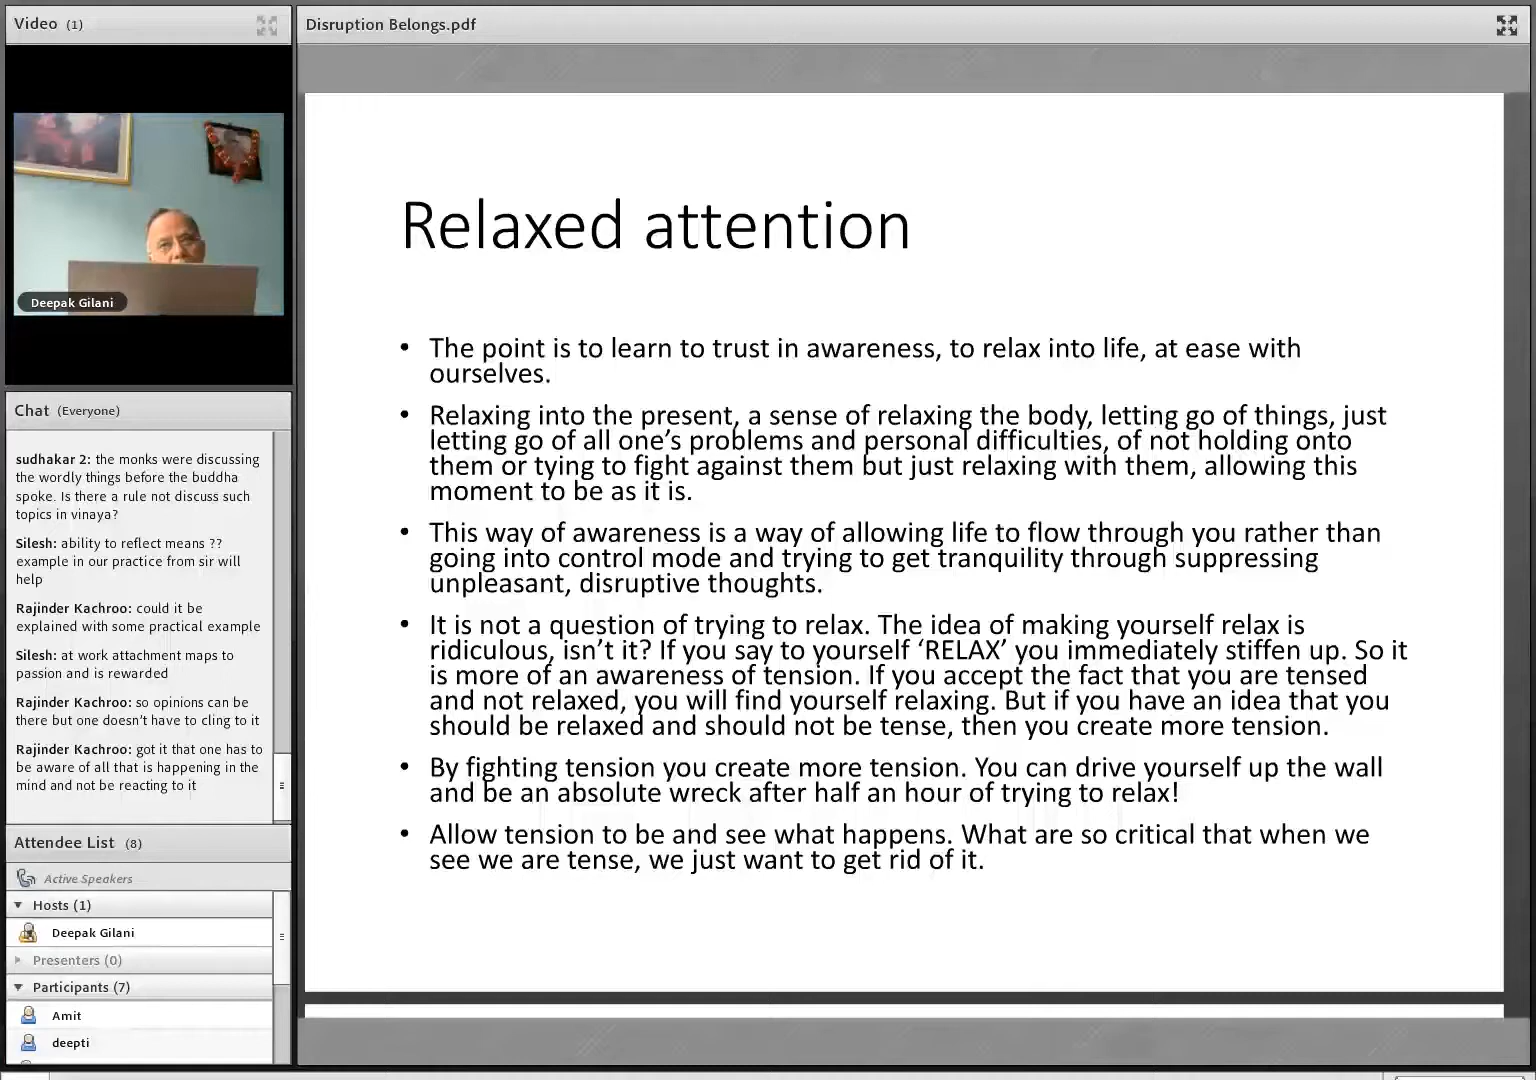 Video (1)
Deepak Gilani
Chat (Everyone)
sudhakar 2: the monks were discussing
the wordly things before the buddha
spoke. Is there a rule not discuss such
topics in vinaya?
Silesh: ability to reflect means ??
example in our practice from sir will
help
Rajinder Kachroo: could it be
explained with some practical example
Silesh: at work attachment maps to
passion and is rewarded
Rajinder Kachroo: so opinions can be
there but one doesn't have to cling to it
Rajinder Kachroo: got it that one has to
be aware of all that is happening in the
mind and not be reacting to it
Attendee List (8)
Active Speakers
Hosts (1)
Deepak Gilani
Presenters (0)
Participants (7)
Amit
deepti
Disruption Belongs.pdf
Relaxed attention
• The point is to learn to trust in awareness, to relax into life, at ease with
ourselves.
• Relaxing into the present, a sense of relaxing the body, letting go of things, just
letting go of all one's problems and personal difficulties, of not holding onto
them or tying to fight against them but just relaxing with them, allowing this
moment to be as it is.
• This way of awareness is a way of allowing life to flow through you rather than
going into control mode and trying to get tranquility through suppressing
unpleasant, disruptive thoughts.
• It is not a question of trying to relax. The idea of making yourself relax is
ridiculous, isn't it? If you say to yourself 'RELAX' you immediately stiffen up. So it
is more of an awareness of tension. If you accept the fact that you are tensed
and not relaxed, you will find yourself relaxing. But if you have an idea that you
should be relaxed and should not be tense, then you create more tension.
• By fighting tension you create more tension. You can drive yourself up the wall
and be an absolute wreck after half an hour of trying to relax!
• Allow tension to be and see what happens. What are so critical that when we
see we are tense, we just want to get rid of it.